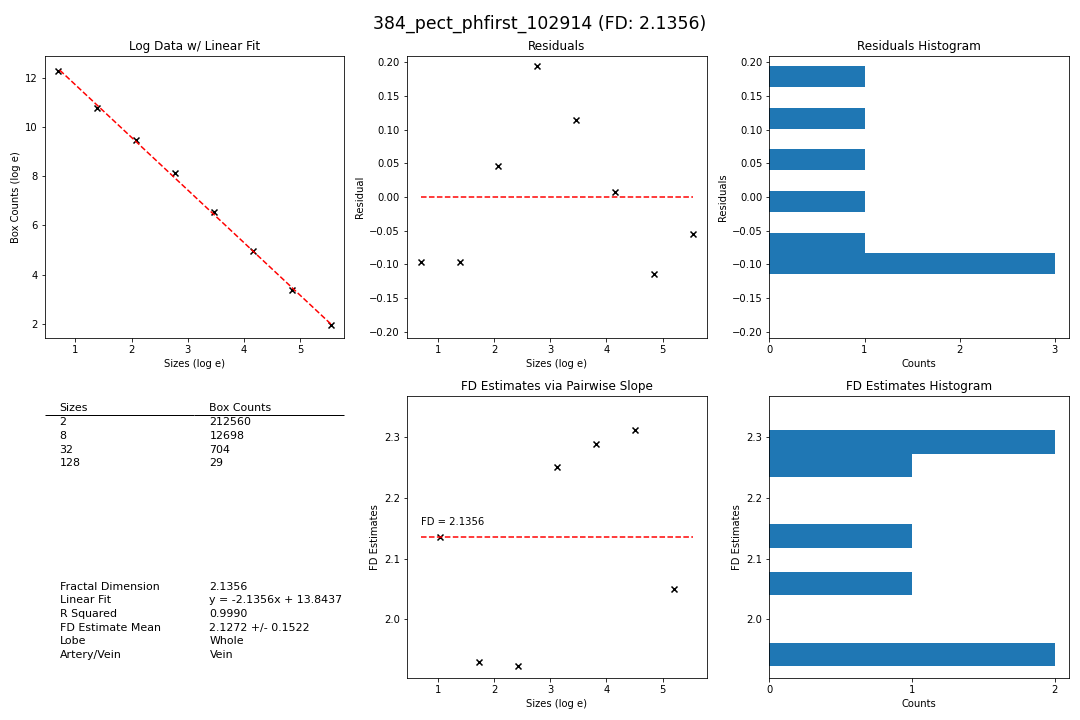 384_pect_phfirst_102914 (FD: 2.1356)
Log Data w/ Linear Fit
12
10
8
6
4
2
Box Counts (log e)
1 2 3 4 5
Sizes (log e)
Residuals
0.20
0.15
0.10
0.05
0.00
−0.05
−0.10
−0.15
−0.20
Residual
1 2 3 4 5
Sizes (log e)
Residuals Histogram
0.20
0.15
0.10
0.05
0.00
−0.05
−0.10
−0.15
−0.20
Residuals
0 1 2 3
Counts
Sizes Box Counts
2 212560
8 12698
32 704
128 29
Fractal Dimension 2.1356
Linear Fit y = -2.1356x + 13.8437
R Squared 0.9990
FD Estimate Mean 2.1272 +/- 0.1522
Lobe Whole
Artery/Vein Vein
FD Estimates via Pairwise Slope
2.3
2.2
2.1
2.0
FD Estimates
FD = 2.1356
1 2 3 4 5
Sizes (log e)
FD Estimates Histogram
2.3
2.2
2.1
2.0
FD Estimates
0 1 2
Counts